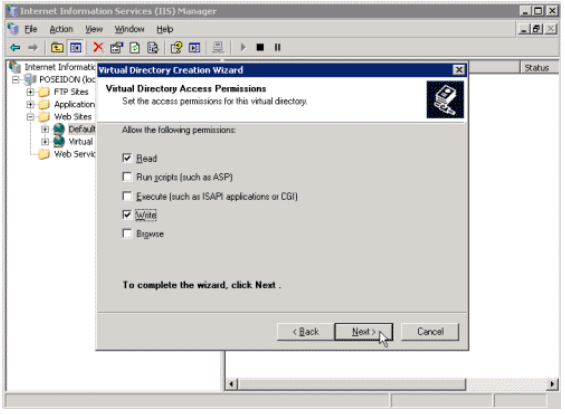 Internet Information Services (IIS) Manager
File Action View Window Help
Status
Internet Informatic
POSEIDON (loc
FTP Sites
Application
Web Sites
Default
Virtual
Web Servic
Virtual Directory Creation Wizard
Virtual Directory Access Permissions
Set the access permissions for this virtual directory.
Allow the following permissions:
Read
Run scripts (such as ASP)
Execute (such as ISAPI applications or CGI)
Write
Browse
To complete the wizard, click Next .
< Back Next > Cancel